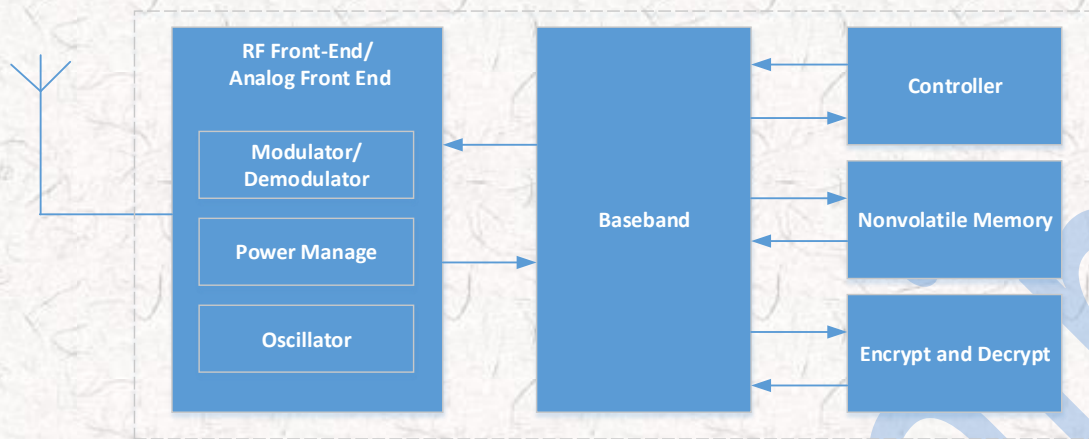 RF Front-End/
Analog Front End
Modulator/
Demodulator
Power Manage
Oscillator
Baseband
Controller
Nonvolatile Memory
Encrypt and Decrypt